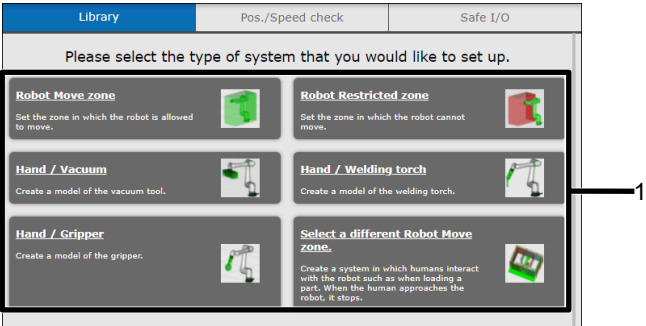 Library
Pos./Speed check
Safe I/O
Please select the type of system that you would like to set up.
Robot Move zone
Set the zone in which the robot is allowed
to move.
Robot Restricted zone
Set the zone in which the robot cannot
move.
Hand / Vacuum
Create a model of the vacuum tool.
Hand / Welding torch
Create a model of the welding torch.
1
Hand / Gripper
Create a model of the gripper.
Select a different Robot Move
zone.
Create a system in which humans interact
with the robot such as when loading a
part. When the human approaches the
robot, it stops.